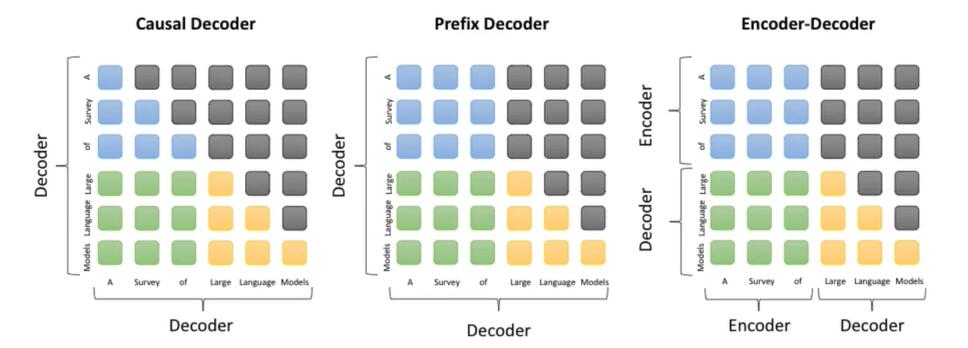 Causal Decoder
Prefix Decoder
Encoder-Decoder
Decoder
A
Survey
of
Large
Language
Models
A Survey of Large Language Models
Decoder
Decoder
A
Survey
of
Large
Language
Models
A Survey of Large Language Models
Decoder
Encoder
Decoder
A
Survey
of
Large
Language
Models
A Survey of Large Language Models
Encoder Decoder